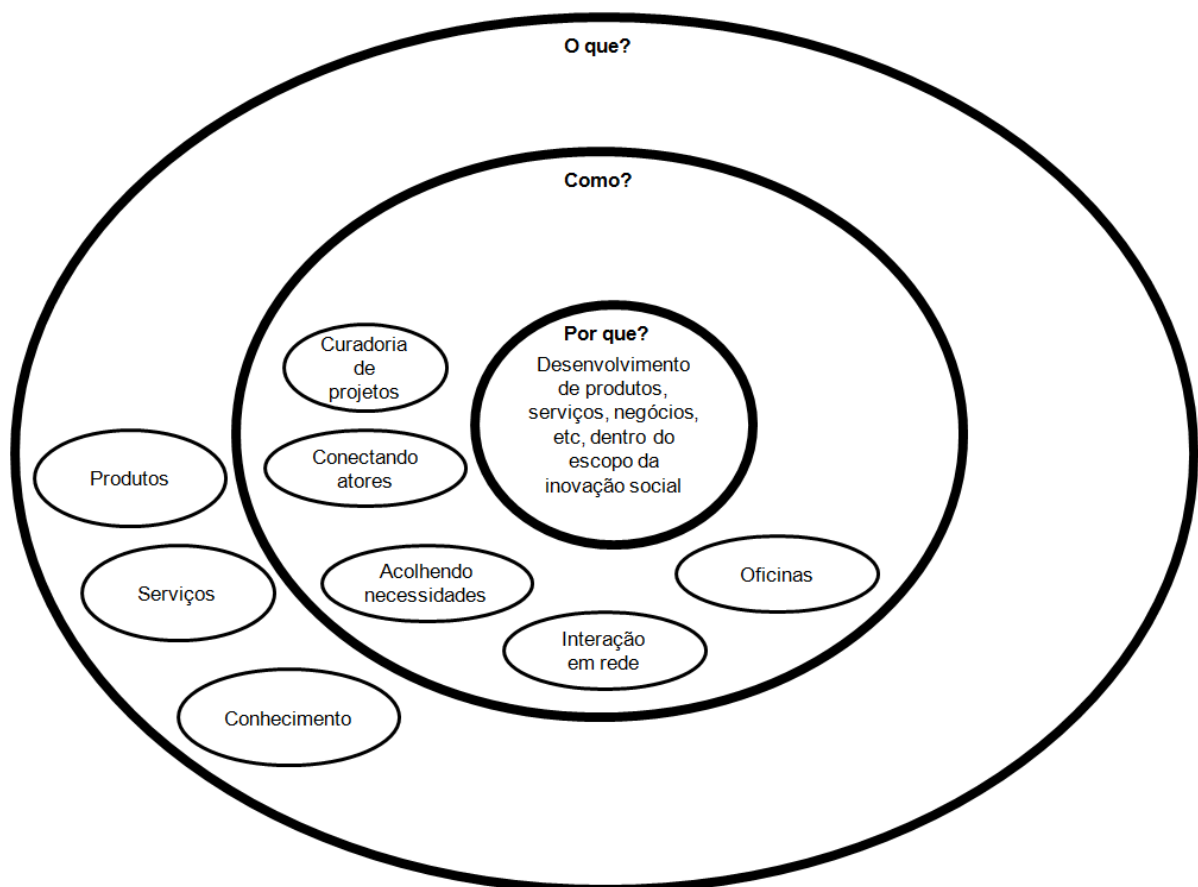 O que?
Como?
Por que?
Desenvolvimento
de produtos,
serviços, negócios,
etc, dentro do
escopo da
inovação social
Curadoria
de
projetos
Conectando
atores
Produtos
Acolhendo
necessidades
Oficinas
Serviços
Interação
em rede
Conhecimento